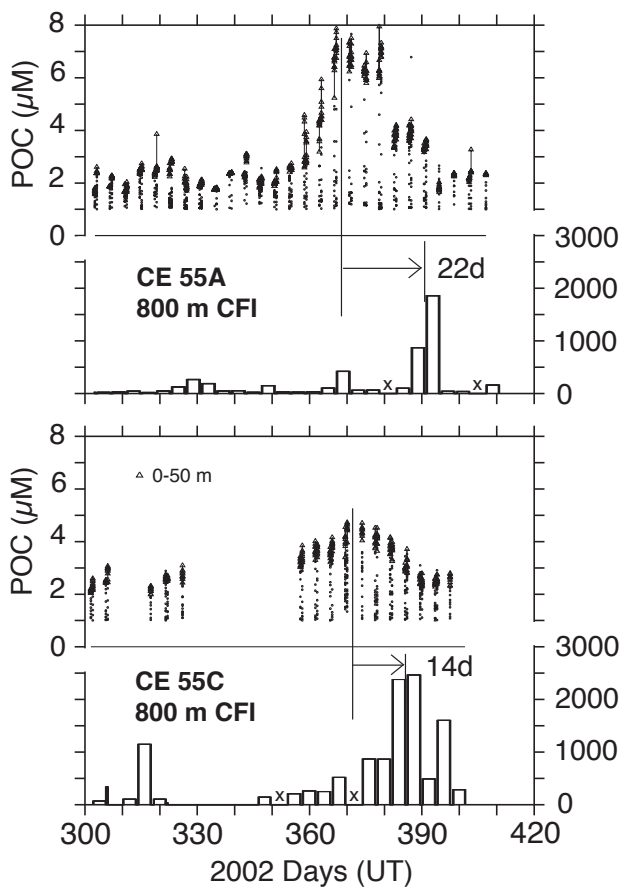 8
6
4
2
0
POC (µM)
3000
2000
1000
0
CE 55A
800 m CFI
22d
x
x
8
6
4
2
0
POC (µM)
△ 0-50 m
3000
2000
1000
0
CE 55C
800 m CFI
14d
x
x
300 330 360 390 420
2002 Days (UT)